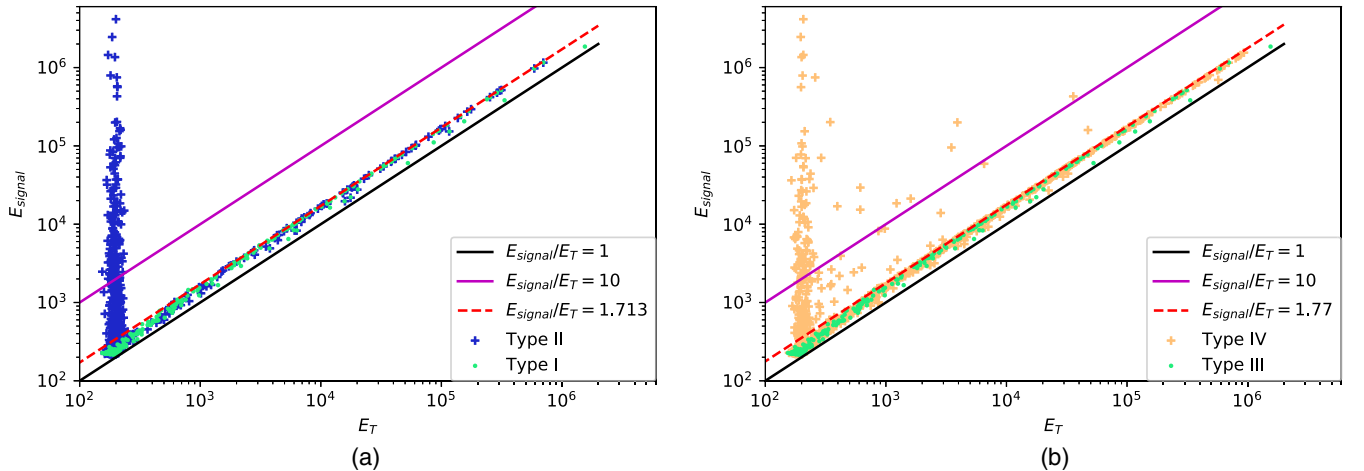 10^6
10^5
10^4
10^3
10^2
E_signal
E_signal/E_T = 1
E_signal/E_T = 10
E_signal/E_T = 1.713
Type II
Type I
10^2 10^3 10^4 10^5 10^6
E_T
(a)
10^6
10^5
10^4
10^3
10^2
E_signal
E_signal/E_T = 1
E_signal/E_T = 10
E_signal/E_T = 1.77
Type IV
Type III
10^2 10^3 10^4 10^5 10^6
E_T
(b)